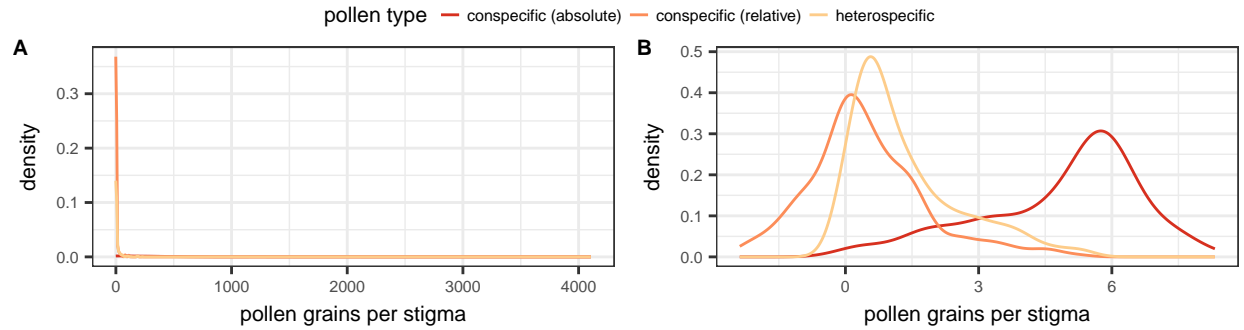 pollen type conspecific (absolute) conspecific (relative) heterospecific
A
0.3
0.2
0.1
0.0
density
0 1000 2000 3000 4000
pollen grains per stigma
B
0.5
0.4
0.3
0.2
0.1
0.0
density
0 3 6
pollen grains per stigma